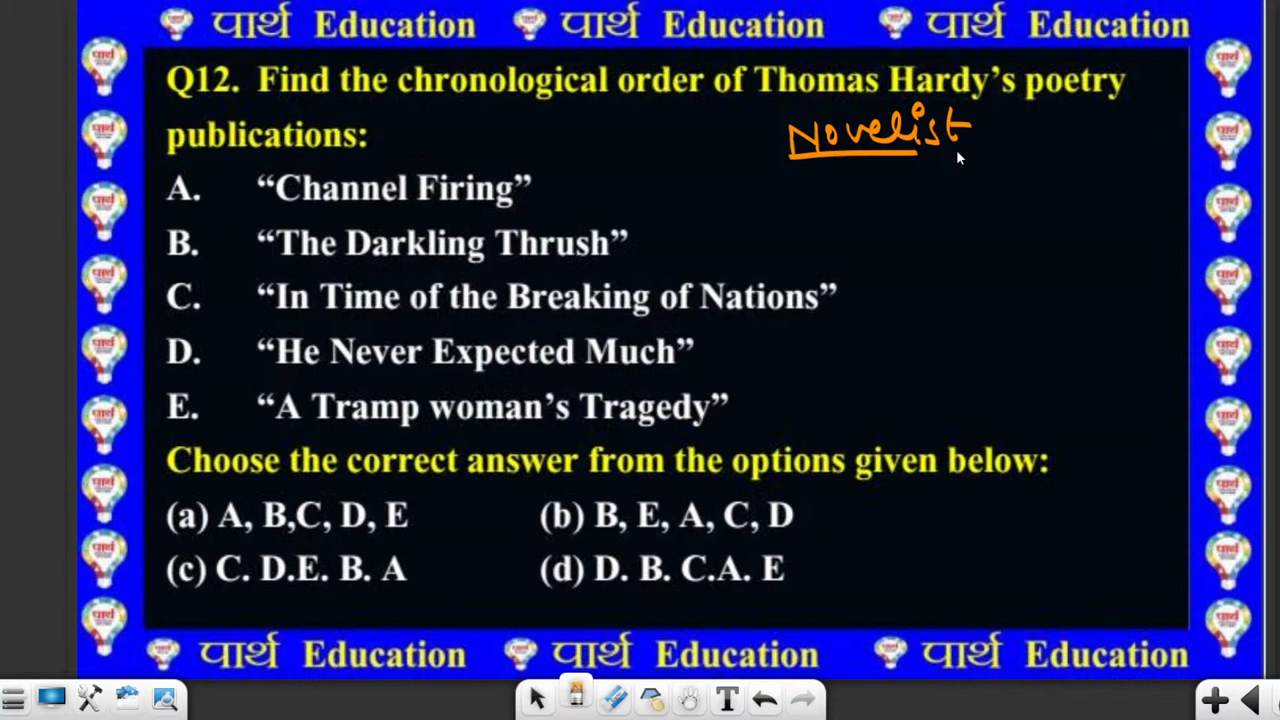 पार्थ Education पार्थ Education पार्थ Education
Q12. Find the chronological order of Thomas Hardy’s poetry
publications:
Novelist
A. “Channel Firing”
B. “The Darkling Thrush”
C. “In Time of the Breaking of Nations”
D. “He Never Expected Much”
E. “A Tramp woman’s Tragedy”
Choose the correct answer from the options given below:
(a) A, B,C, D, E (b) B, E, A, C, D
(c) C. D.E. B. A (d) D. B. C.A. E
पार्थ Education पार्थ Education पार्थ Education